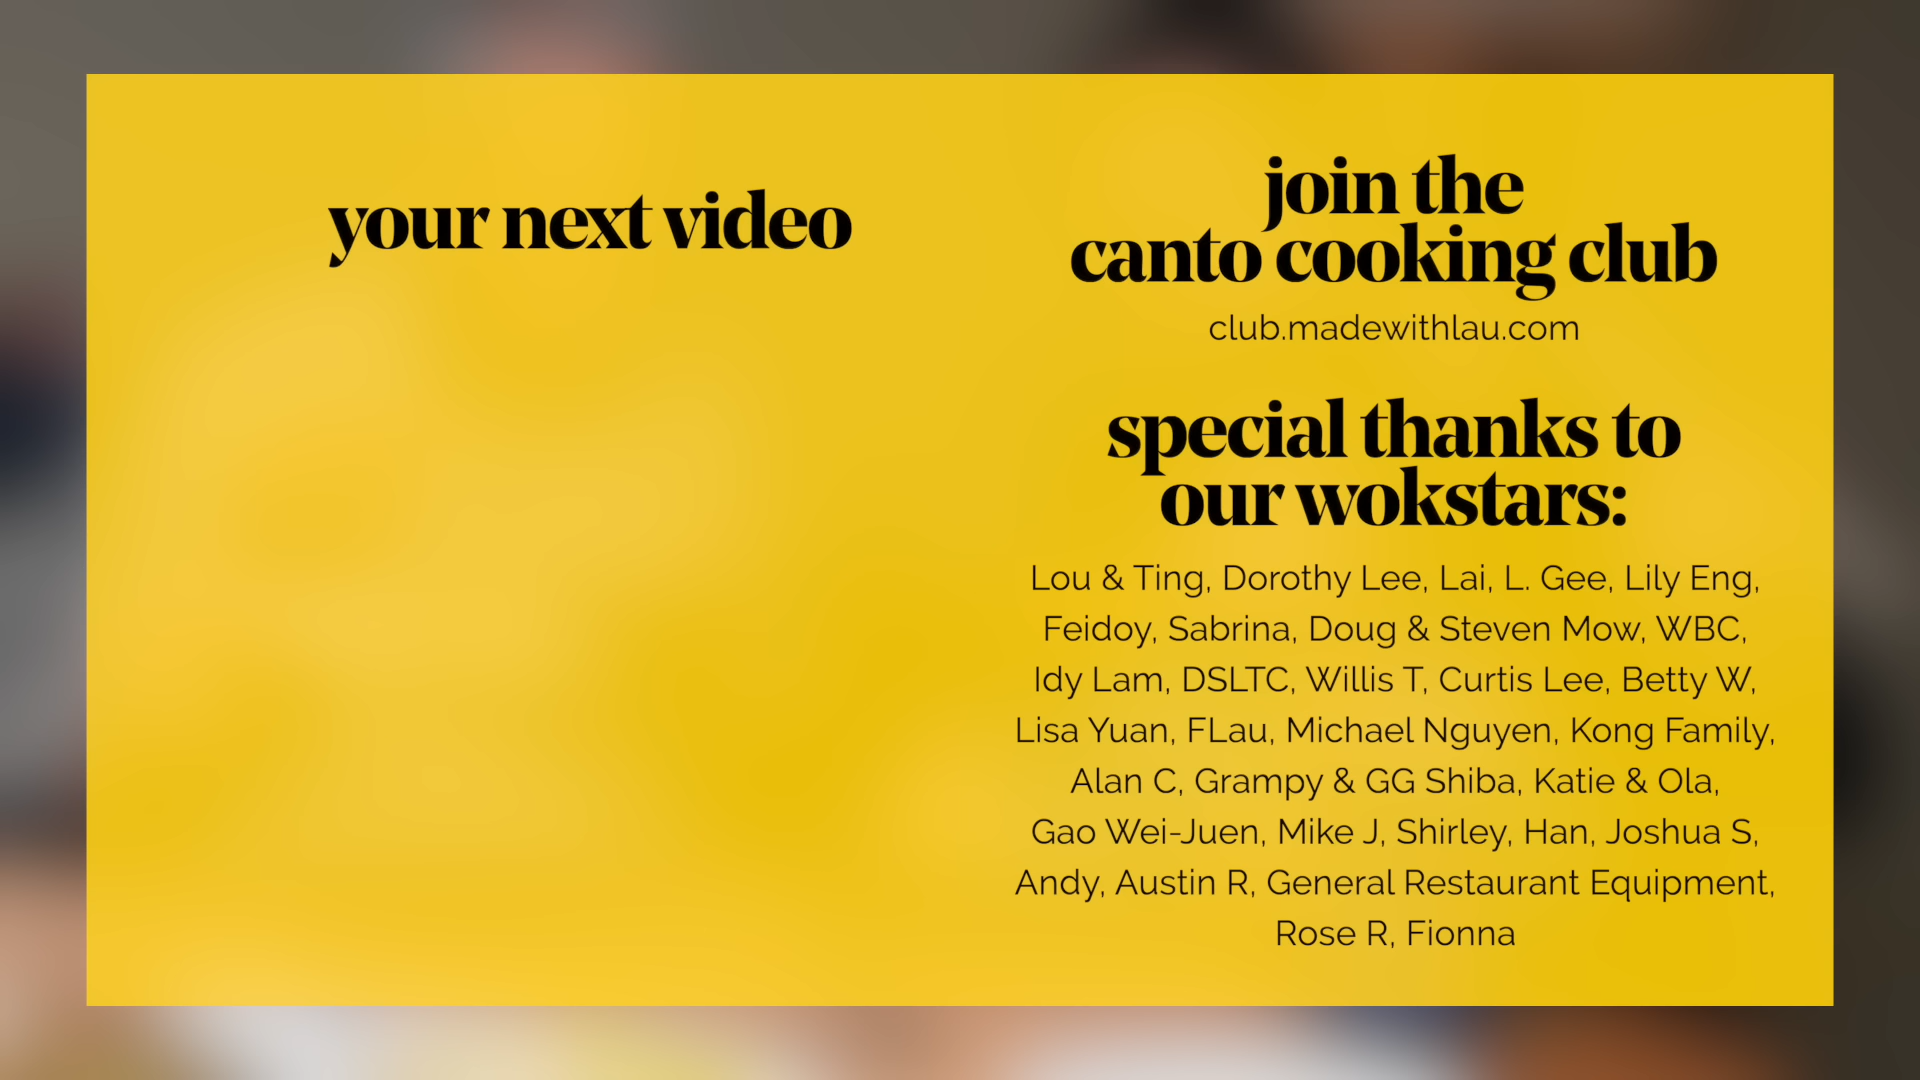 your next video
join the
canto cooking club
club.madewithlau.com
special thanks to
our wokstars:
Lou & Ting, Dorothy Lee, Lai, L. Gee, Lily Eng,
Feidoy, Sabrina, Doug & Steven Mow, WBC,
Idy Lam, DSLTC, Willis T, Curtis Lee, Betty W,
Lisa Yuan, FLau, Michael Nguyen, Kong Family,
Alan C, Grampy & GG Shiba, Katie & Ola,
Gao Wei-Juen, Mike J, Shirley, Han, Joshua S,
Andy, Austin R, General Restaurant Equipment,
Rose R, Fionna